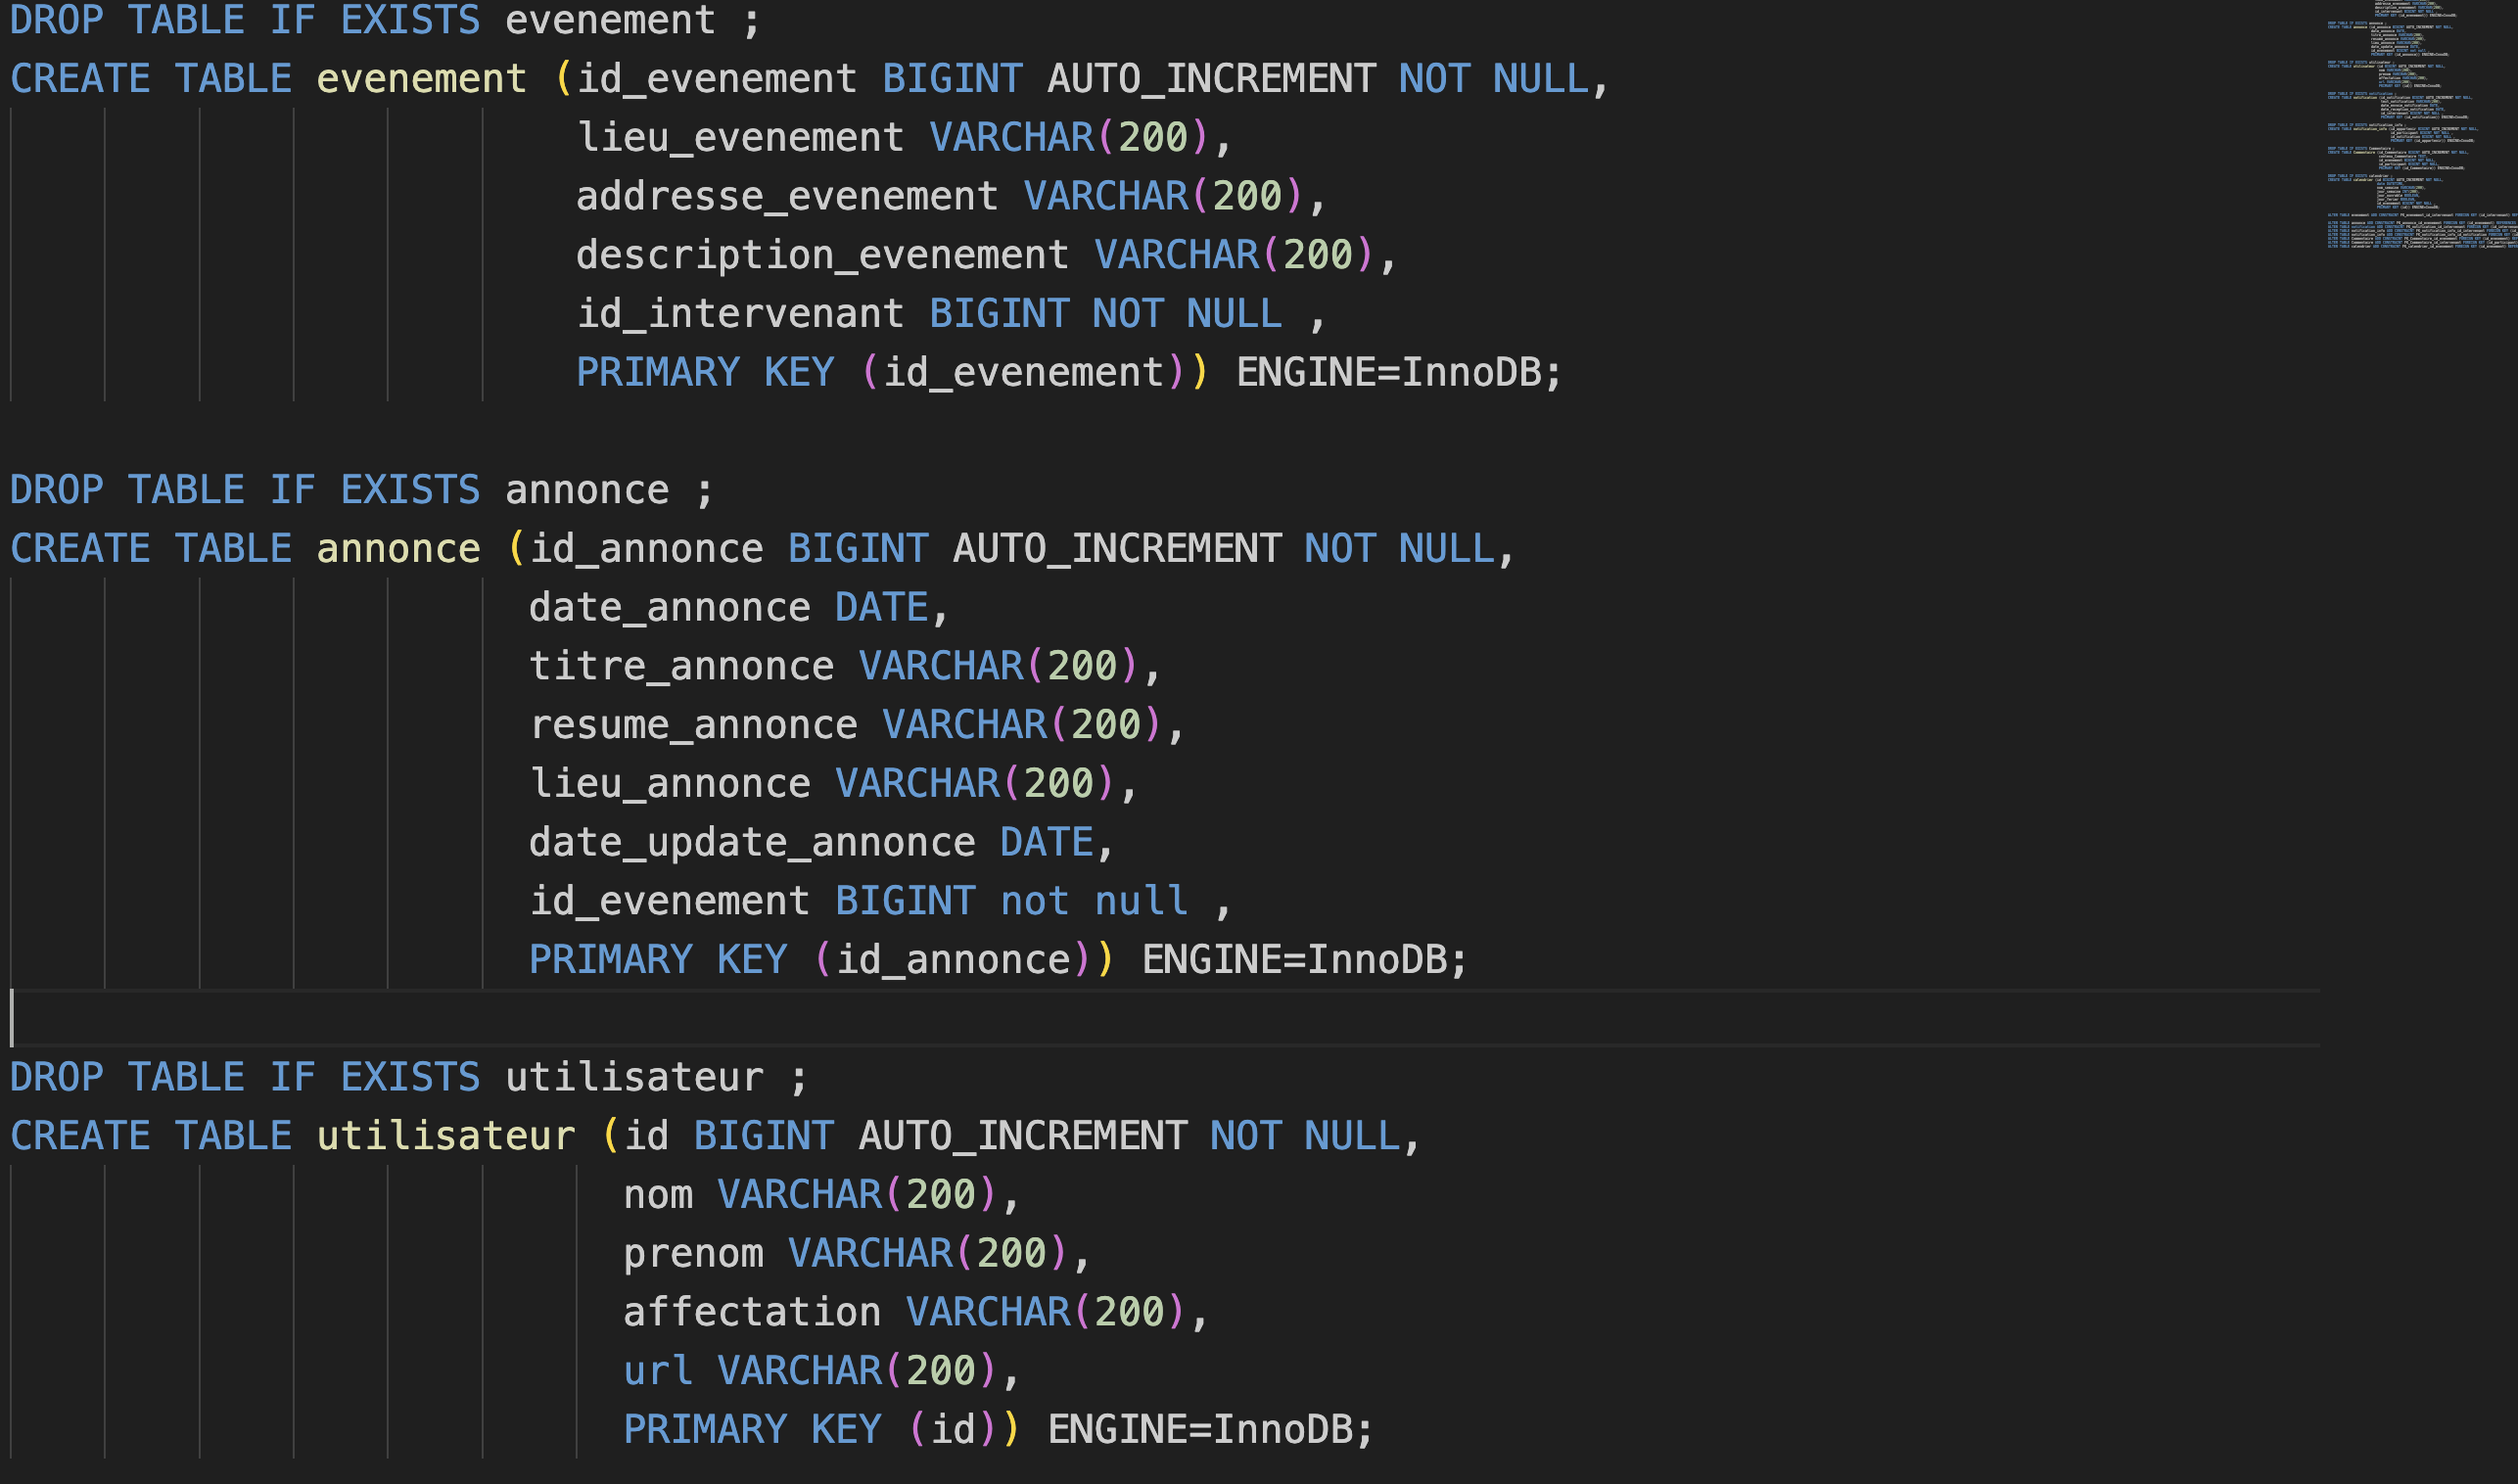 DROP TABLE IF EXISTS evenement ;
CREATE TABLE evenement (id_evenement BIGINT AUTO_INCREMENT NOT NULL,
lieu_evenement VARCHAR(200),
addresse_evenement VARCHAR(200),
description_evenement VARCHAR(200),
id_intervenant BIGINT NOT NULL ,
PRIMARY KEY (id_evenement)) ENGINE=InnoDB;
DROP TABLE IF EXISTS annonce ;
CREATE TABLE annonce (id_annonce BIGINT AUTO_INCREMENT NOT NULL,
date_annonce DATE,
titre_annonce VARCHAR(200),
resume_annonce VARCHAR(200),
lieu_annonce VARCHAR(200),
date_update_annonce DATE,
id_evenement BIGINT not null ,
PRIMARY KEY (id_annonce)) ENGINE=InnoDB;
DROP TABLE IF EXISTS utilisateur ;
CREATE TABLE utilisateur (id BIGINT AUTO_INCREMENT NOT NULL,
nom VARCHAR(200),
prenom VARCHAR(200),
affectation VARCHAR(200),
url VARCHAR(200),
PRIMARY KEY (id)) ENGINE=InnoDB;